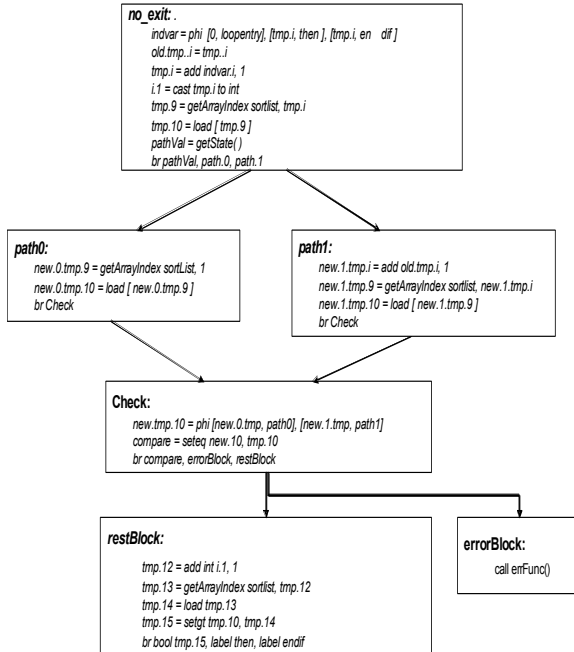 no_exit: .
indvar = phi [0, loopentry], [tmp.i, then ], [tmp.i, en dif ]
old.tmp..i = tmp..i
tmp.i = add indvar.i, 1
i.1 = cast tmp.i to int
tmp.9 = getArrayIndex sortlist, tmp.i
tmp.10 = load [ tmp.9 ]
pathVal = getState( )
br pathVal, path.0, path.1
path0:
new.0.tmp.9 = getArrayIndex sortList, 1
new.0.tmp.10 = load [ new.0.tmp.9 ]
br Check
path1:
new.1.tmp.i = add old.tmp.i, 1
new.1.tmp.9 = getArrayIndex sortlist, new.1.tmp.i
new.1.tmp.10 = load [ new.1.tmp.9 ]
br Check
Check:
new.tmp.10 = phi [new.0.tmp, path0], [new.1.tmp, path1]
compare = seteq new.10, tmp.10
br compare, errorBlock, restBlock
restBlock:
tmp.12 = add int i.1, 1
tmp.13 = getArrayIndex sortlist, tmp.12
tmp.14 = load tmp.13
tmp.15 = setgt tmp.10, tmp.14
br bool tmp.15, label then, label endif
errorBlock:
call errFunc()